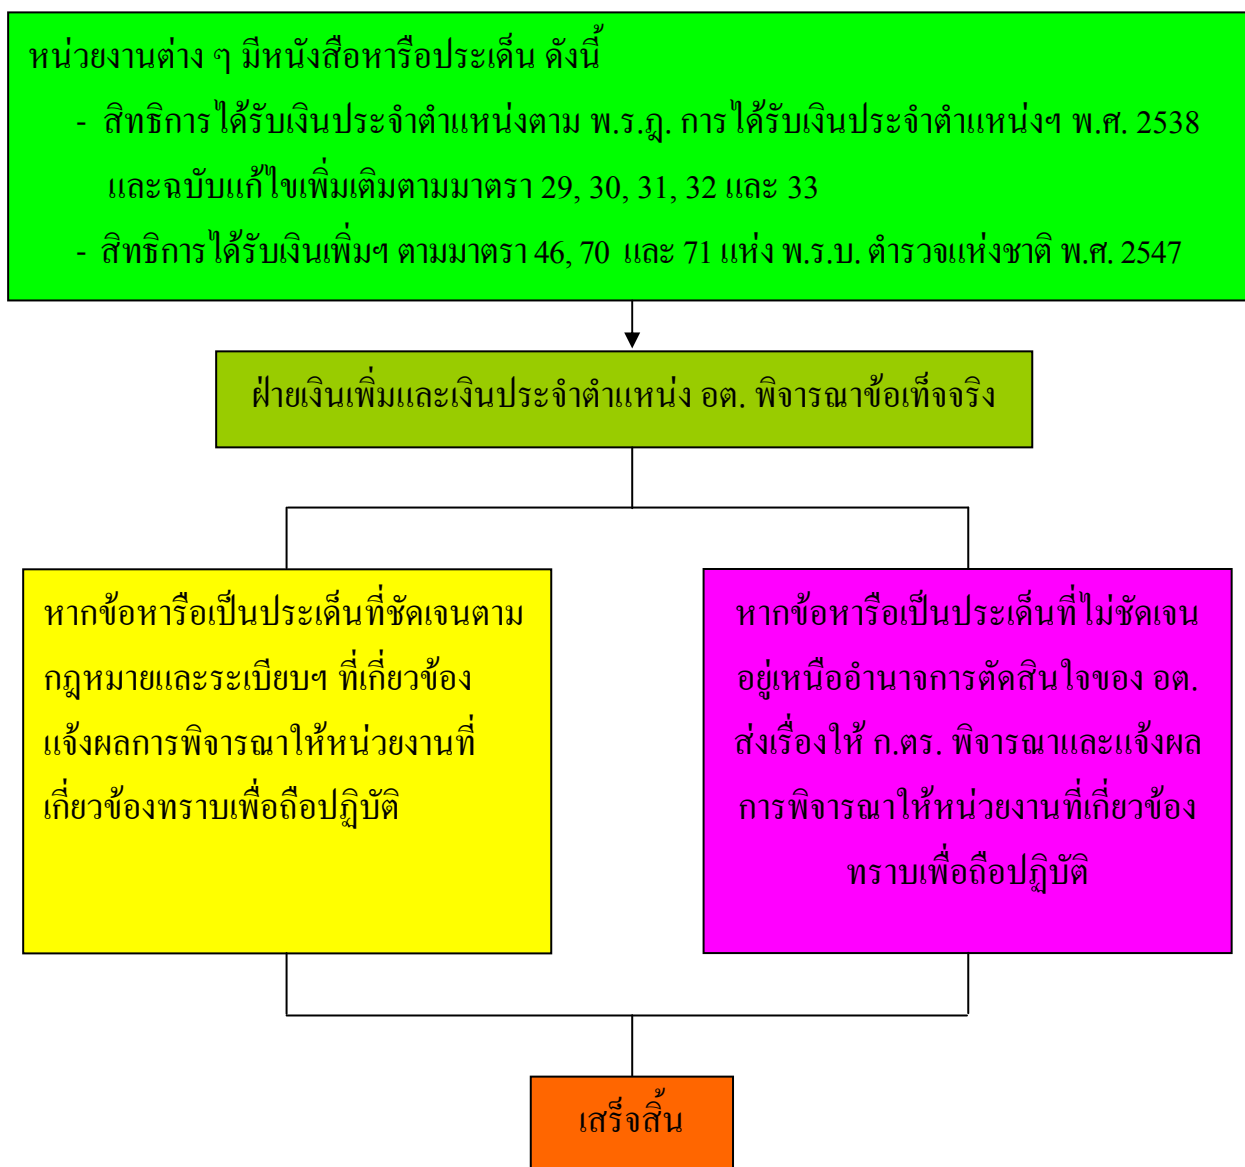 หน่วยงานต่าง ๆ มีหนังสือหารือประเด็น ดังนี้
- สิทธิการได้รับเงินประจำตำแหน่งตาม พ.ร.ฎ. การได้รับเงินประจำตำแหน่งฯ พ.ศ. 2538
และฉบับแก้ไขเพิ่มเติมตามมาตรา 29, 30, 31, 32 และ 33
- สิทธิการได้รับเงินเพิ่มฯ ตามมาตรา 46, 70 และ 71 แห่ง พ.ร.บ. ตำรวจแห่งชาติ พ.ศ. 2547
ฝ่ายเงินเพิ่มและเงินประจำตำแหน่ง อต. พิจารณาข้อเท็จจริง
หากข้อหารือเป็นประเด็นที่ชัดเจนตาม
กฎหมายและระเบียบฯ ที่เกี่ยวข้อง
แจ้งผลการพิจารณาให้หน่วยงานที่
เกี่ยวข้องทราบเพื่อถือปฏิบัติ
หากข้อหารือเป็นประเด็นที่ไม่ชัดเจน
อยู่เหนืออำนาจการตัดสินใจของ อต.
ส่งเรื่องให้ ก.ตร. พิจารณาและแจ้งผล
การพิจารณาให้หน่วยงานที่เกี่ยวข้อง
ทราบเพื่อถือปฏิบัติ
เสร็จสิ้น